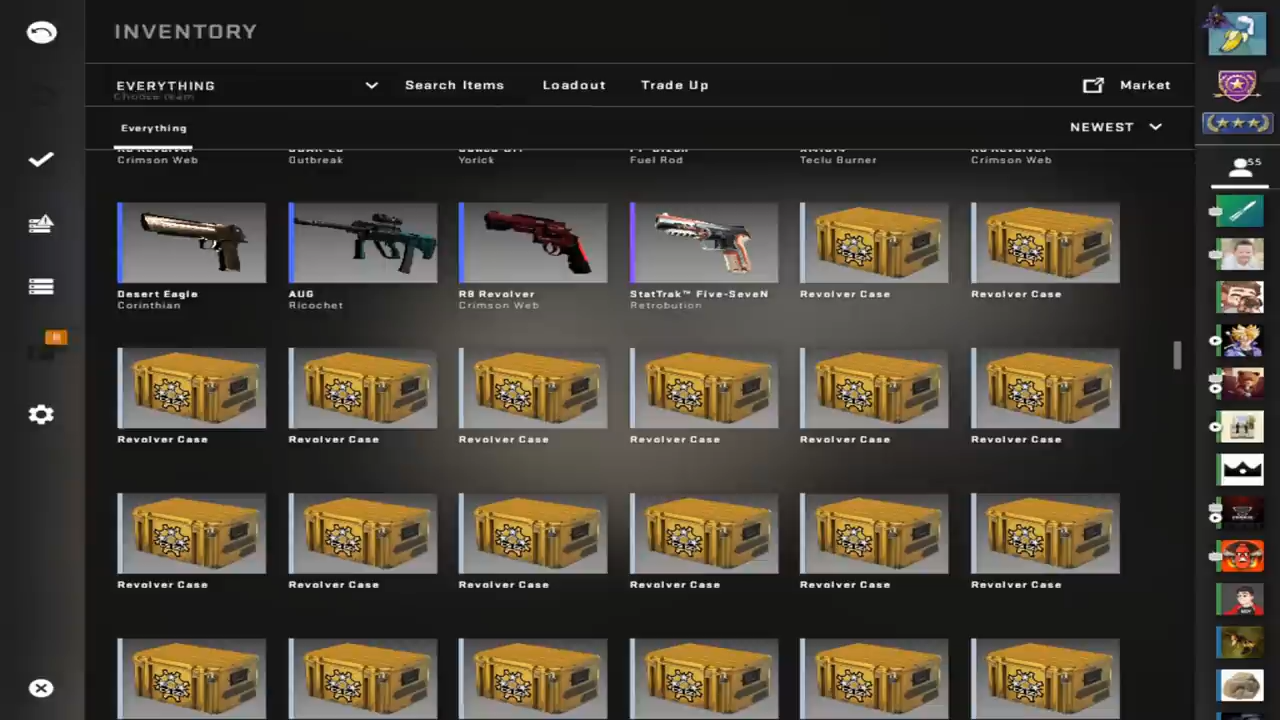 INVENTORY
EVERYTHING
Search Items
Loadout
Trade Up
Market
Everything
NEWEST
55
Crimson Web
Outbreak
Yorick
Fuel Rod
Teclu Burner
Crimson Web
Desert Eagle
Corinthian
AUG
Ricochet
R8 Revolver
Crimson Web
StatTrak™ Five-SeveN
Retribution
Revolver Case
Revolver Case
Revolver Case
Revolver Case
Revolver Case
Revolver Case
Revolver Case
Revolver Case
Revolver Case
Revolver Case
Revolver Case
Revolver Case
Revolver Case
Revolver Case